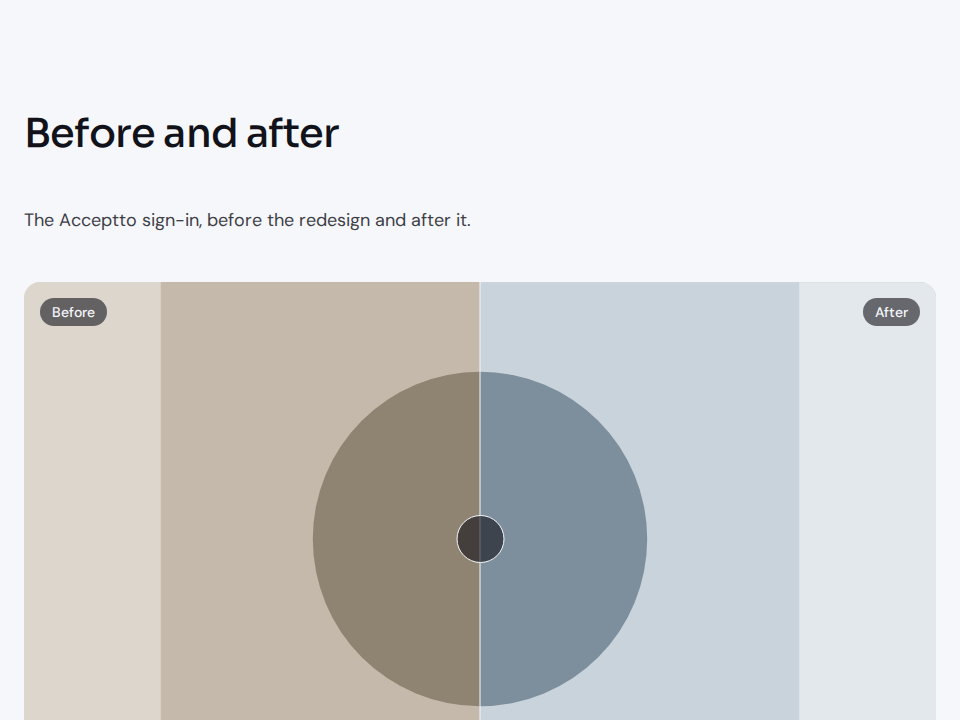 Before and after
The Acceptto sign-in, before the redesign and after it.
Before
After